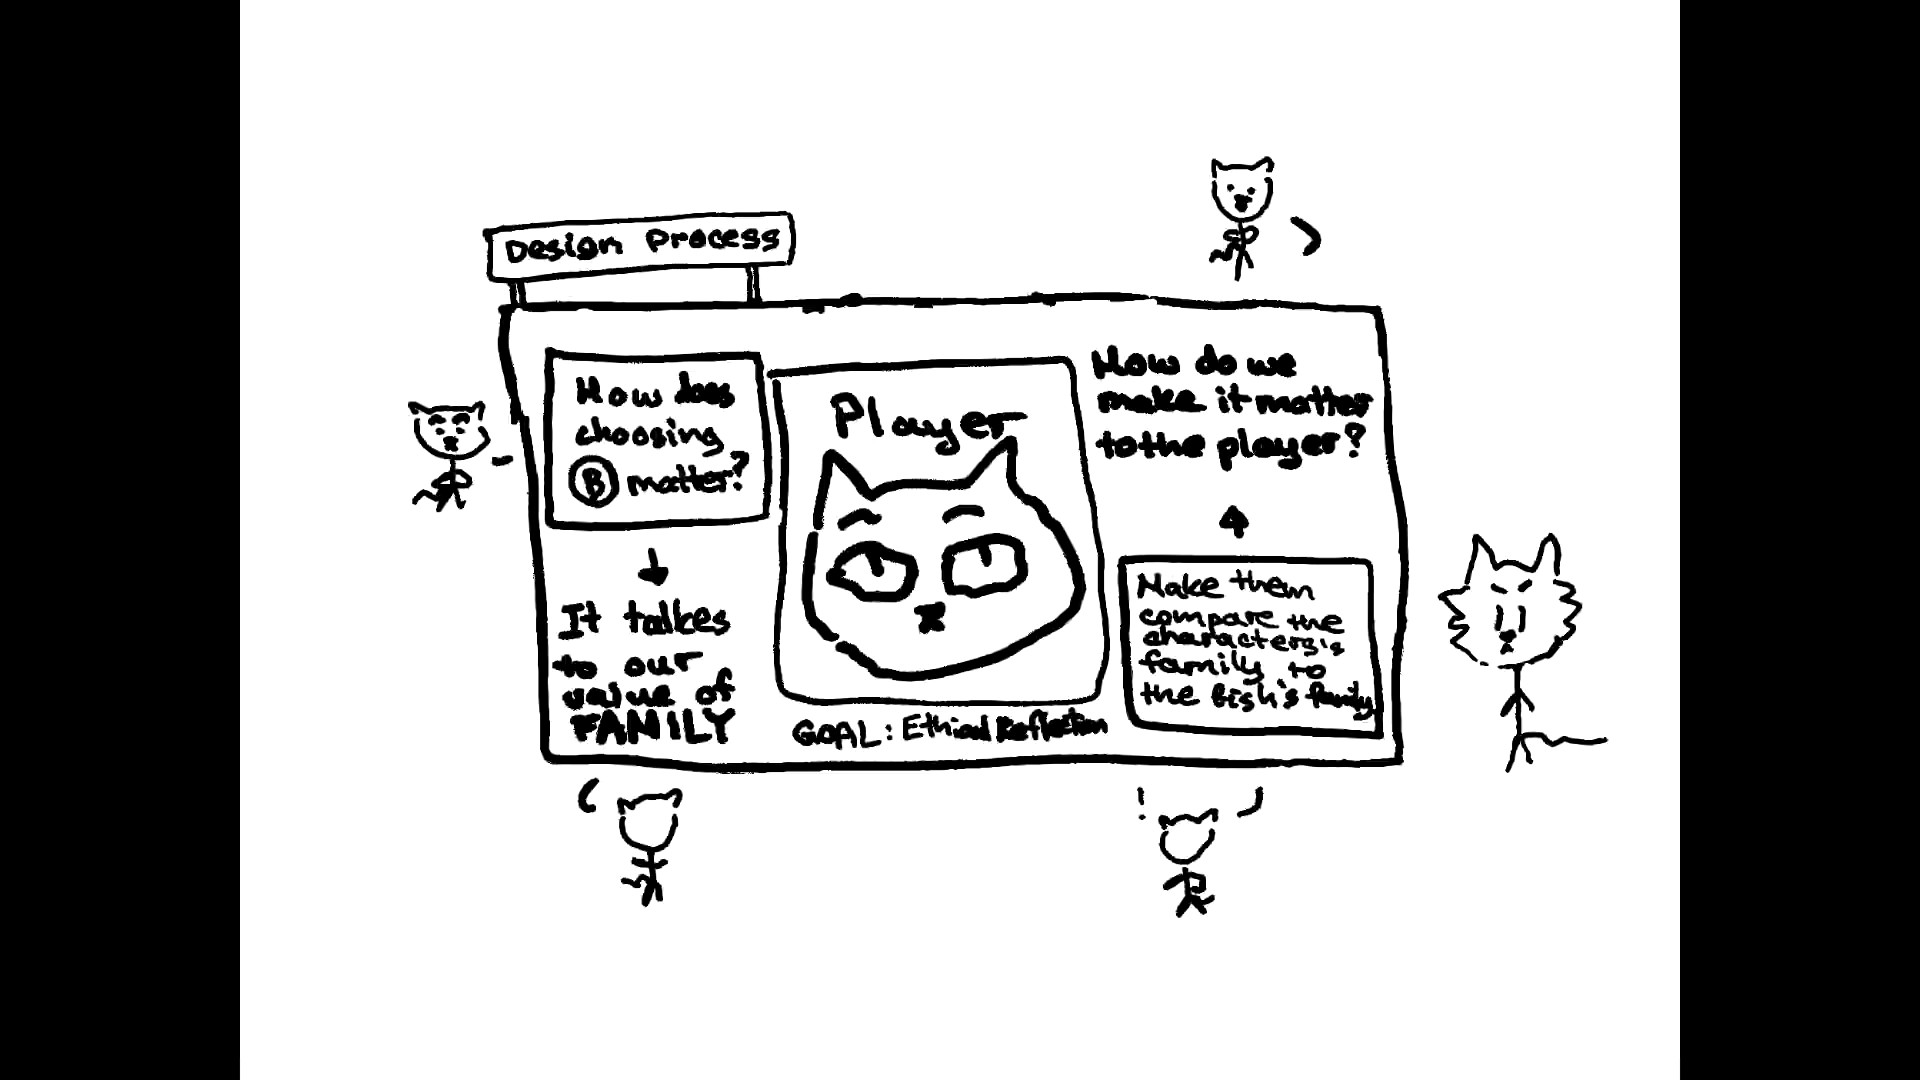 Design Process
How does
choosing
B matter?
It talkes
to our
value of
FAMILY
Player
GOAL: Ethical Reflection
How do we
make it matter
to the player?
Make them
compare the
characters's
family to
the fish's family
!